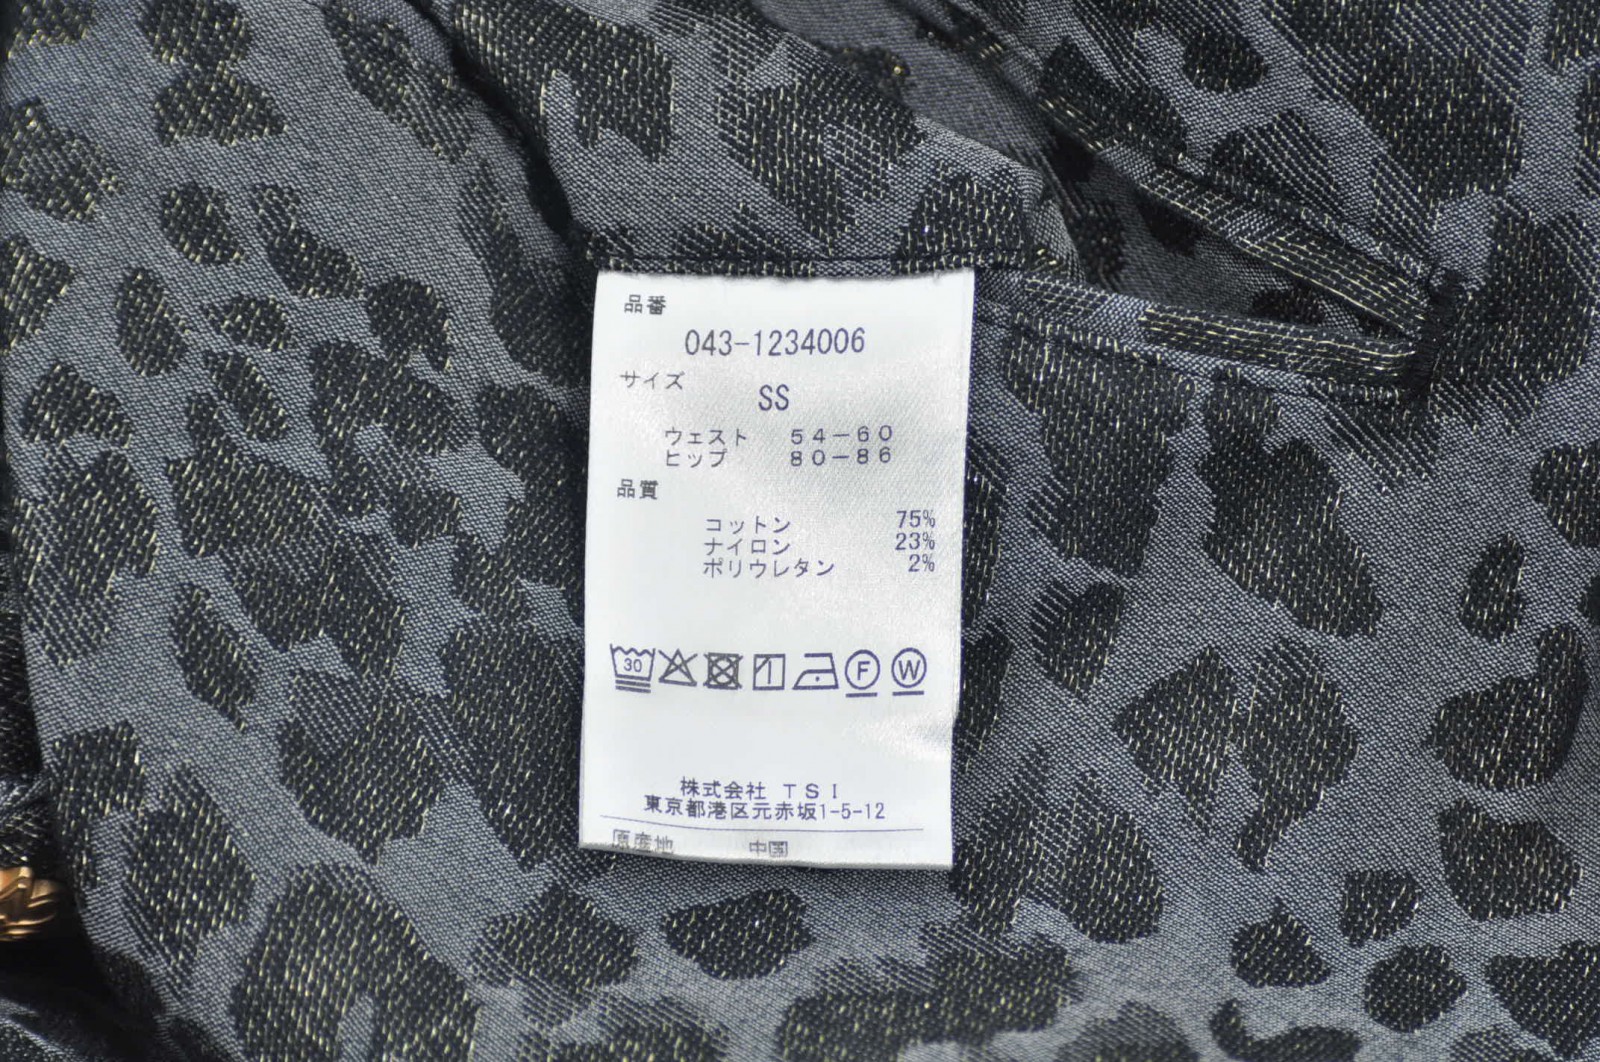 品番
043-1234006
サイズ
SS
ウェスト 54-60
ヒップ 80-86
品質
コットン 75%
ナイロン 23%
ポリウレタン 2%
30 F W
株式会社 TSI
東京都港区元赤坂1-5-12
原産地 中国